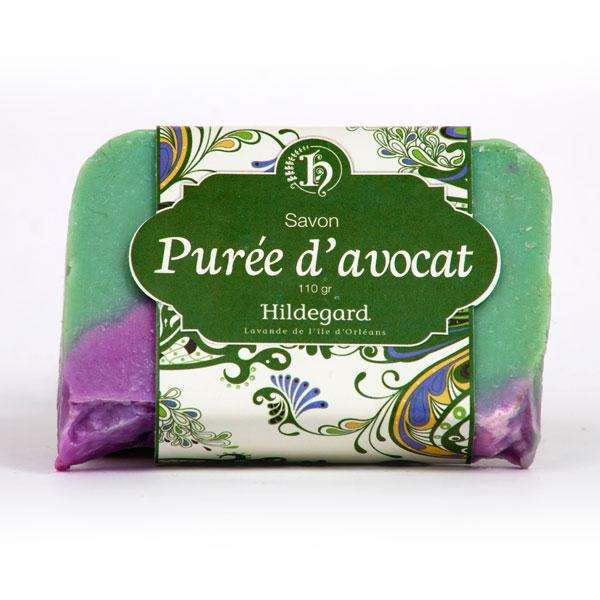 h
Savon
Purée d'avocat
110 gr
Hildegard
Lavande de l'île d'Orléans